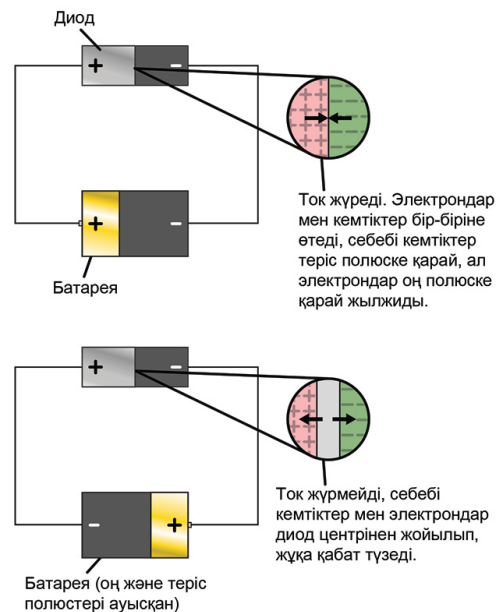 Диод
+ -
+ -
Батарея
Ток жүреді. Электрондар
мен кемтіктер бір-біріне
өтеді, себебі кемтіктер
теріс полюске қарай, ал
электрондар оң полюске
қарай жылжиды.
+ -
- +
Ток жүрмейді, себебі
кемтіктер мен электрондар
диод центрінен жойылып,
жұқа қабат түзеді.
Батарея (оң және теріс
полюстері ауысқан)